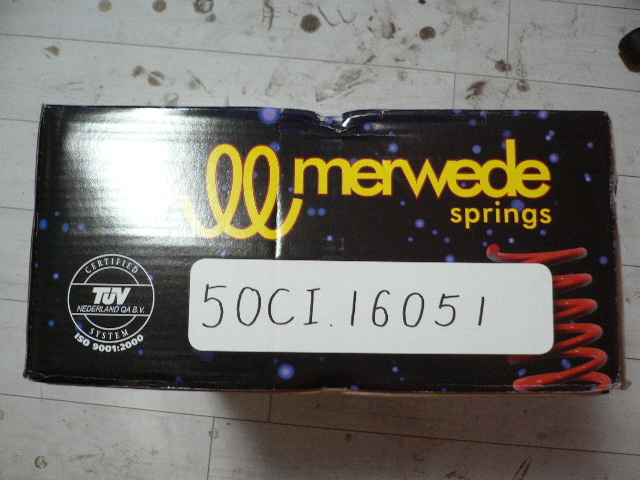 merwede
springs
CERTIFIED
TÜV
NEDERLAND QA B.V.
SYSTEM
ISO 9001:2000
50CI.16051